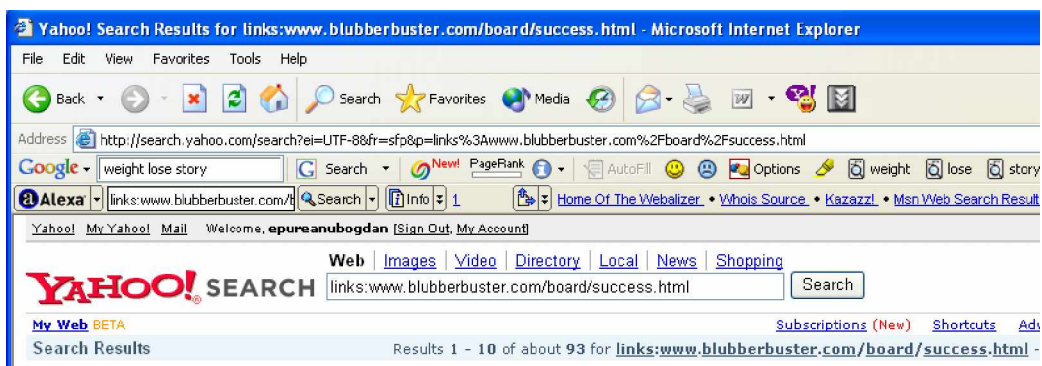 Yahoo! Search Results for links:www.blubberbuster.com/board/success.html - Microsoft Internet Explorer
File Edit View Favorites Tools Help
Back Search Favorites Media
Address http://search.yahoo.com/search?ei=UTF-8&fr=sfp&p=links%3Awww.blubberbuster.com%2Fboard%2Fsuccess.html
Google weight lose story G Search New! PageRank AutoFill Options weight lose story
a Alexa links:www.blubberbuster.com/b Search Info 1 Home Of The Webalizer • Whois Source • Kazazz! • Msn Web Search Result
Yahoo! My Yahoo! Mail Welcome, epureanubogdan [Sign Out, My Account]
Web | Images | Video | Directory | Local | News | Shopping
YAHOO! SEARCH links:www.blubberbuster.com/board/success.html Search
My Web BETA Subscriptions (New) Shortcuts Adv
Search Results Results 1 - 10 of about 93 for links:www.blubberbuster.com/board/success.html -